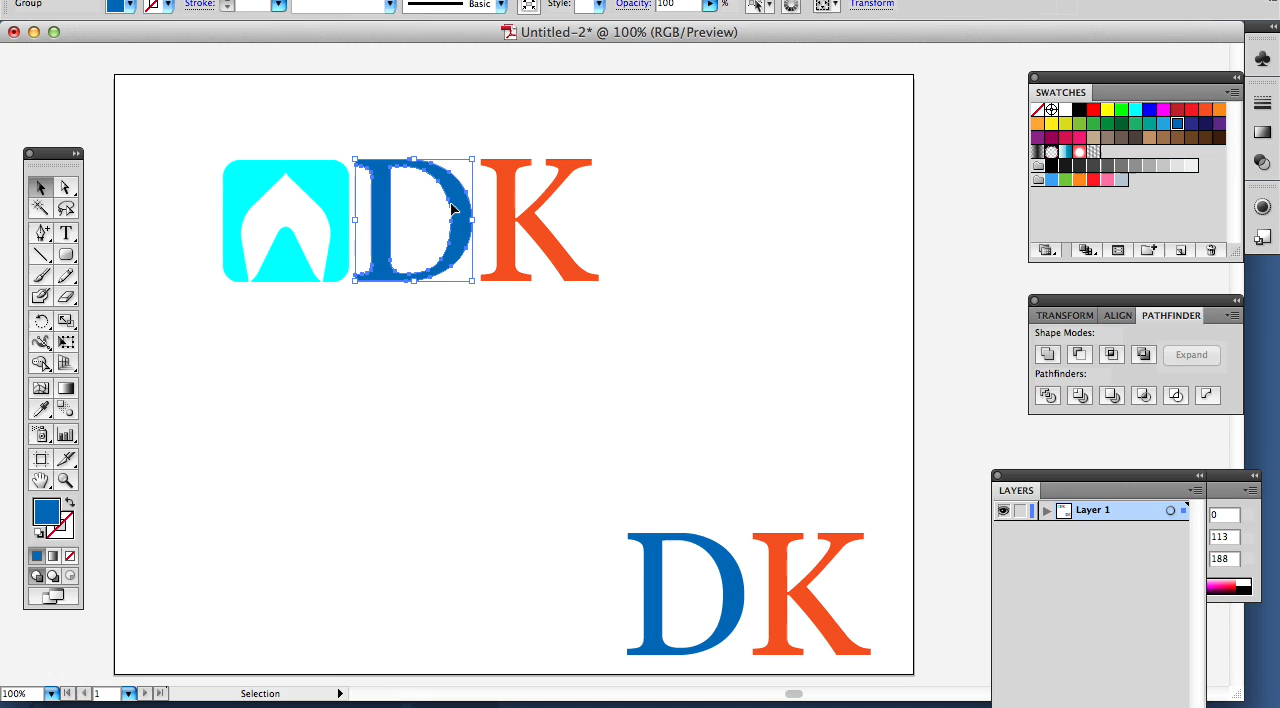 Group Stroke: Basic Style: Opacity: 100 % Transform
Untitled-2* @ 100% (RGB/Preview)
SWATCHES
DK
TRANSFORM ALIGN PATHFINDER
Shape Modes:
Expand
Pathfinders:
LAYERS
Layer 1
0
113
188
DK
100% 1 Selection